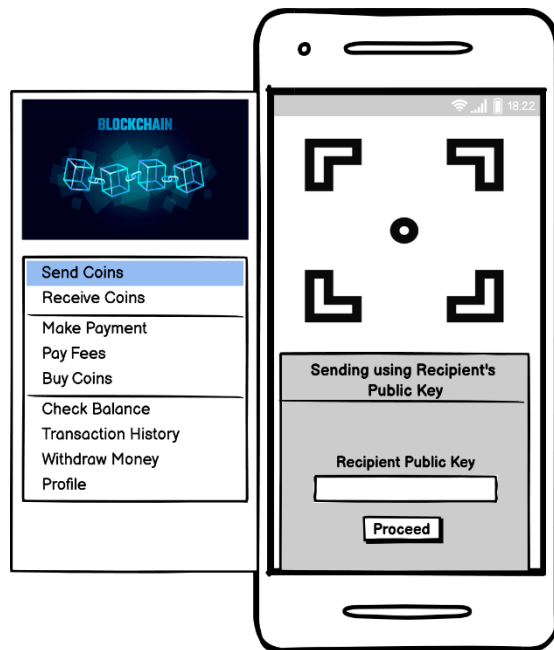 BLOCKCHAIN
Send Coins
Receive Coins
Make Payment
Pay Fees
Buy Coins
Check Balance
Transaction History
Withdraw Money
Profile
18:22
Sending using Recipient's
Public Key
Recipient Public Key
Proceed